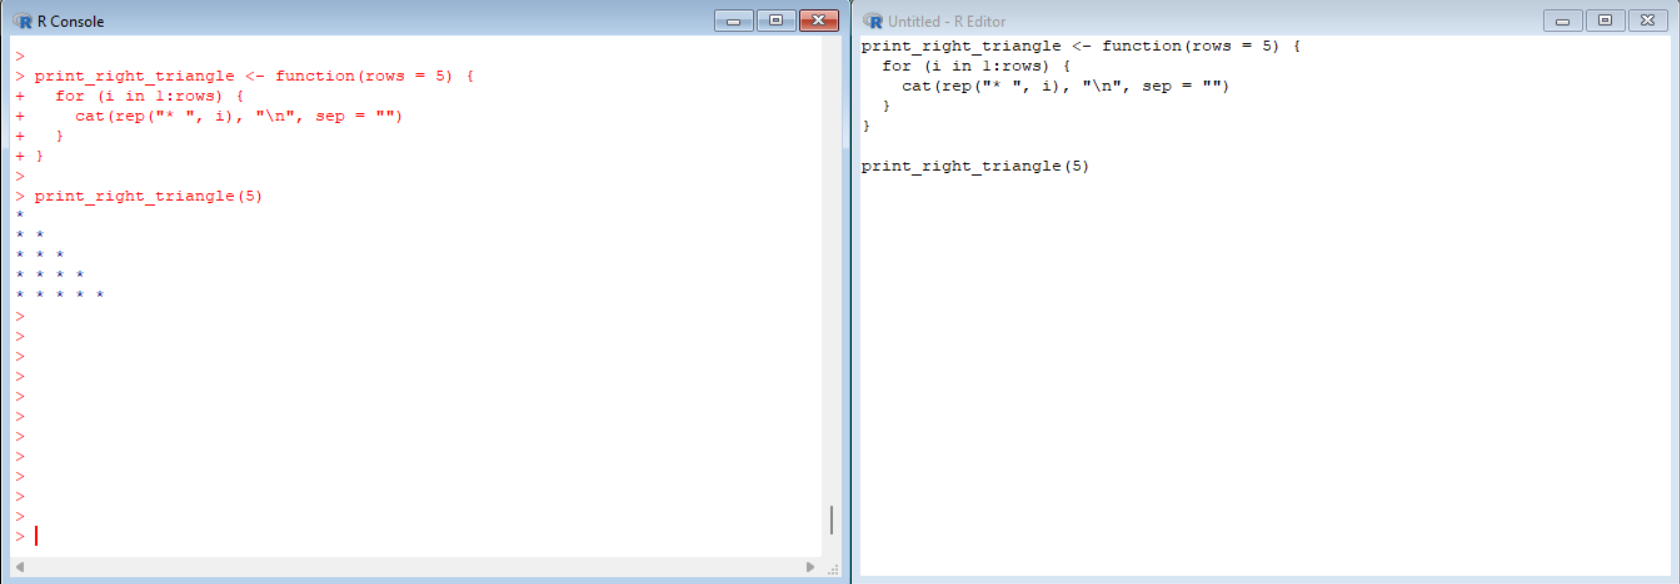 R Console
>
> print_right_triangle <- function(rows = 5) {
+   for (i in 1:rows) {
+     cat(rep("* ", i), "\n", sep = "")
+   }
+ }
>
> print_right_triangle(5)
*
* *
* * *
* * * *
* * * * *
>
>
>
>
>
>
>
>
>
>
>
>
Untitled - R Editor
print_right_triangle <- function(rows = 5) {
  for (i in 1:rows) {
    cat(rep("* ", i), "\n", sep = "")
  }
}

print_right_triangle(5)